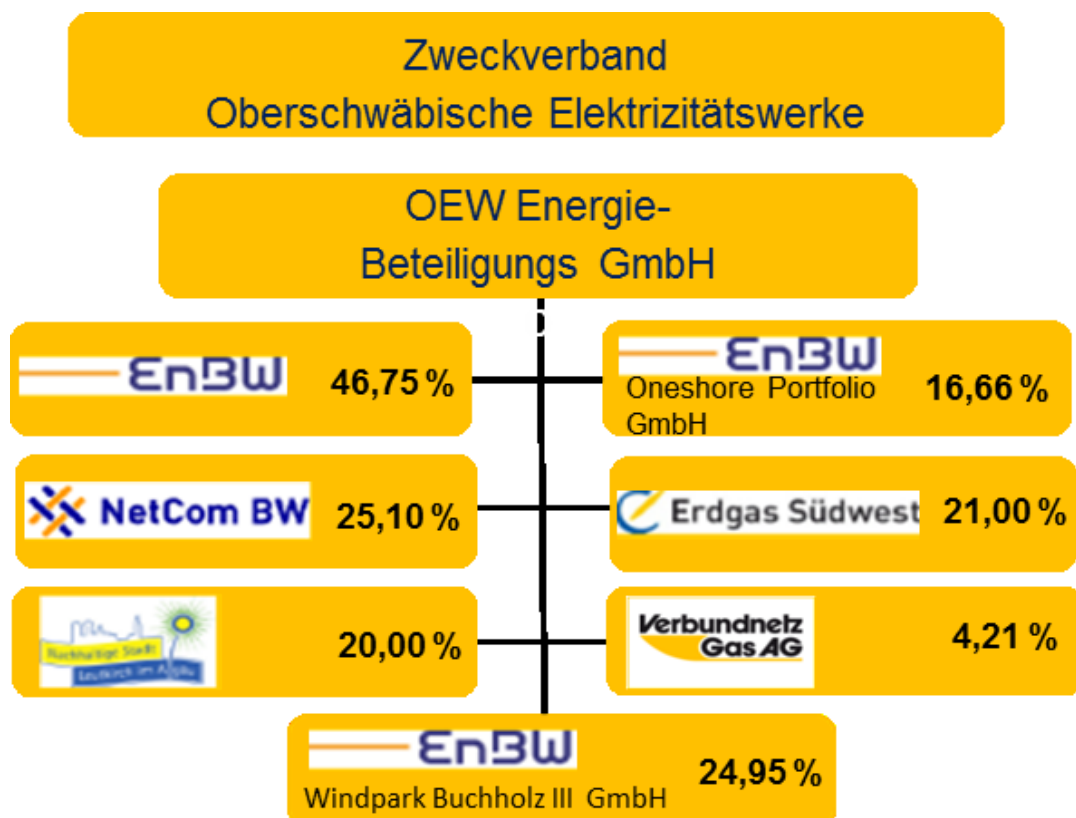 Zweckverband
Oberschwäbische Elektrizitätswerke
OEW Energie-
Beteiligungs GmbH
EnBW 46,75 %
EnBW
Oneshore Portfolio
GmbH
16,66 %
NetCom BW 25,10 %
Erdgas Südwest 21,00 %
Nachhaltige Stadt
Leutkirch im Allgäu
20,00 %
Verbundnetz
Gas AG
4,21 %
EnBW
Windpark Buchholz III GmbH
24,95 %